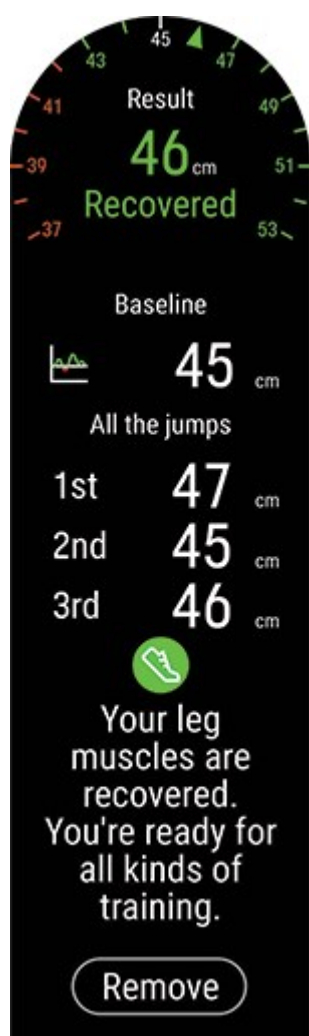 45
43
47
41
49
39
51
37
53
Result
46 cm
Recovered
Baseline
45 cm
All the jumps
1st 47 cm
2nd 45 cm
3rd 46 cm
Your leg
muscles are
recovered.
You're ready for
all kinds of
training.
Remove